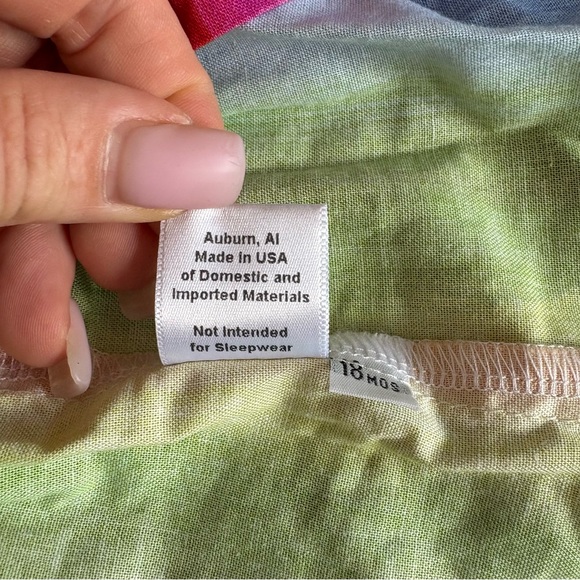 Auburn, Al
Made in USA
of Domestic and
Imported Materials
Not Intended
for Sleepwear
18 MOS.